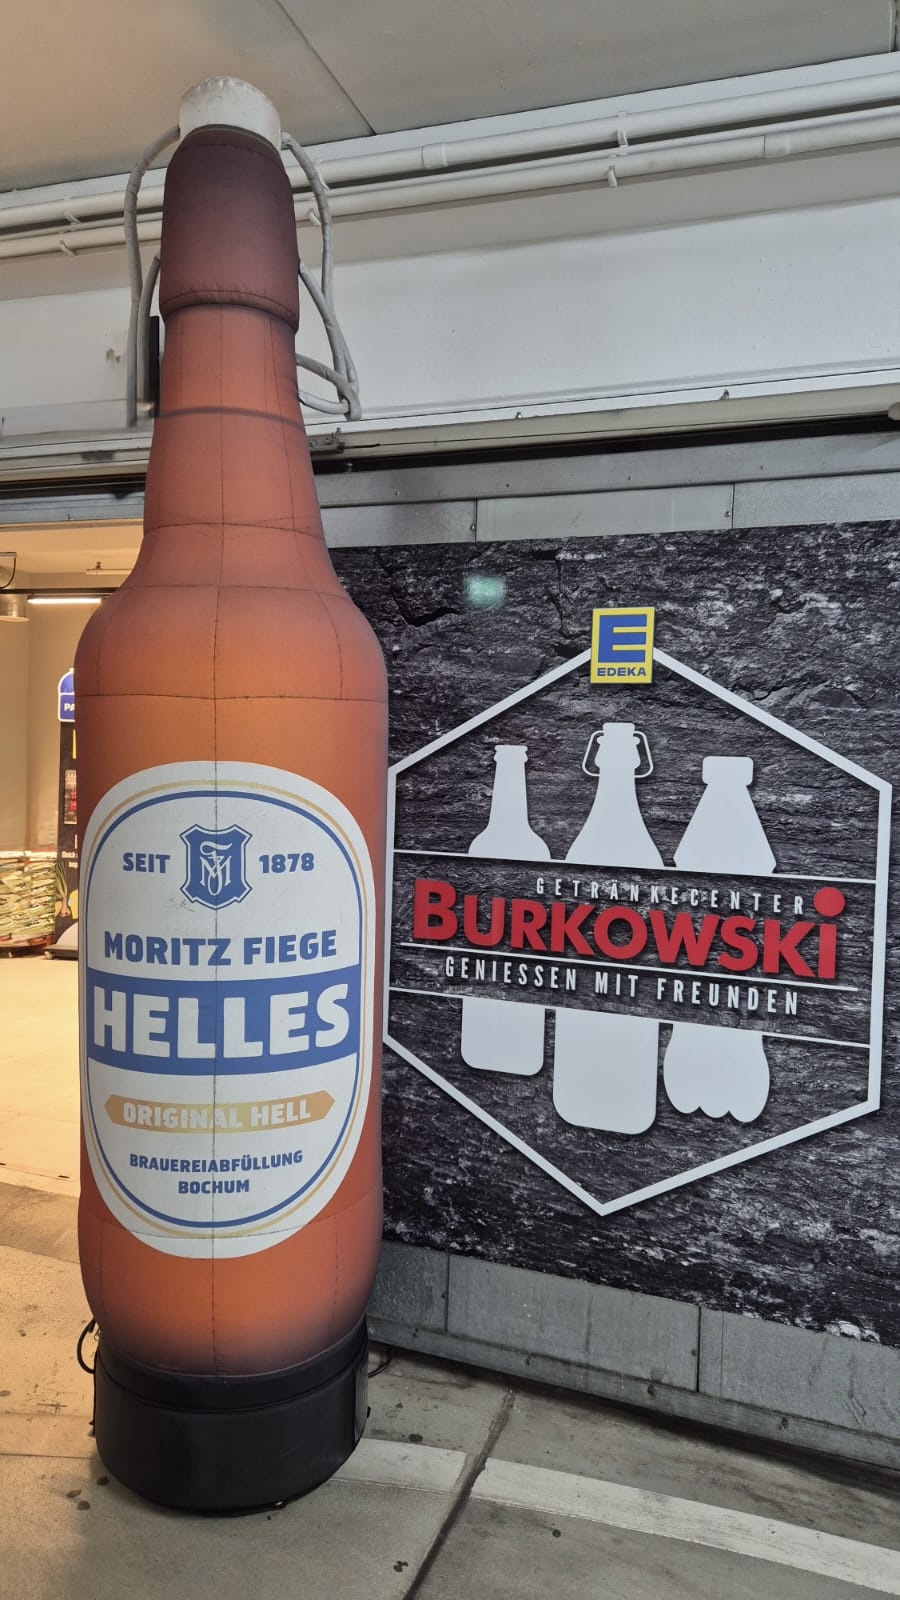 SEIT 1878
MORITZ FIEGE
HELLES
ORIGINAL HELL
BRAUEREIABFÜLLUNG
BOCHUM
E
EDEKA
GETRÄNKECENTER
BURKOWSKi
GENIESSEN MIT FREUNDEN